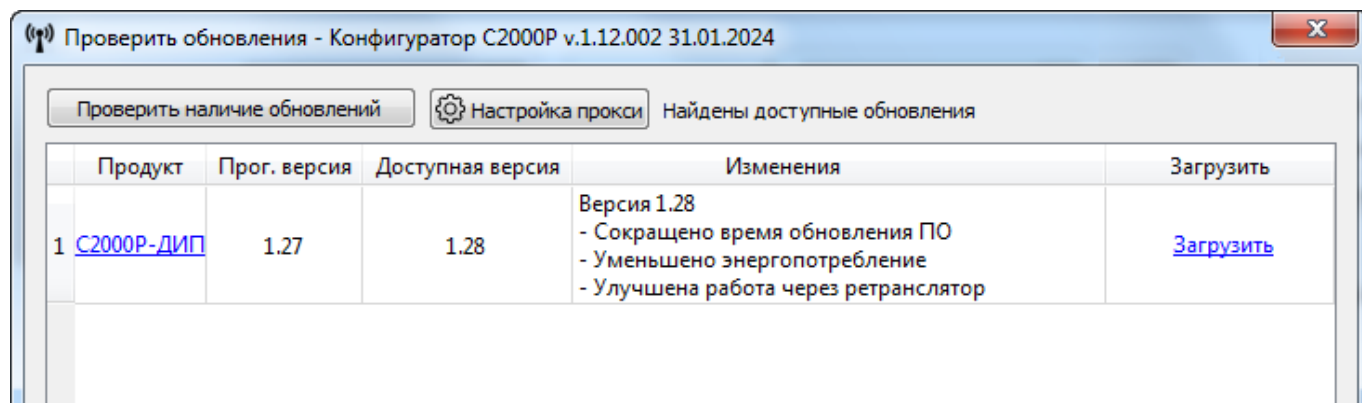 Проверить обновления - Конфигуратор С2000Р v.1.12.002 31.01.2024
Проверить наличие обновлений Настройка прокси Найдены доступные обновления
Продукт Прог. версия Доступная версия Изменения Загрузить
1 С2000Р-ДИП 1.27 1.28 Версия 1.28
- Сокращено время обновления ПО
- Уменьшено энергопотребление
- Улучшена работа через ретранслятор
Загрузить